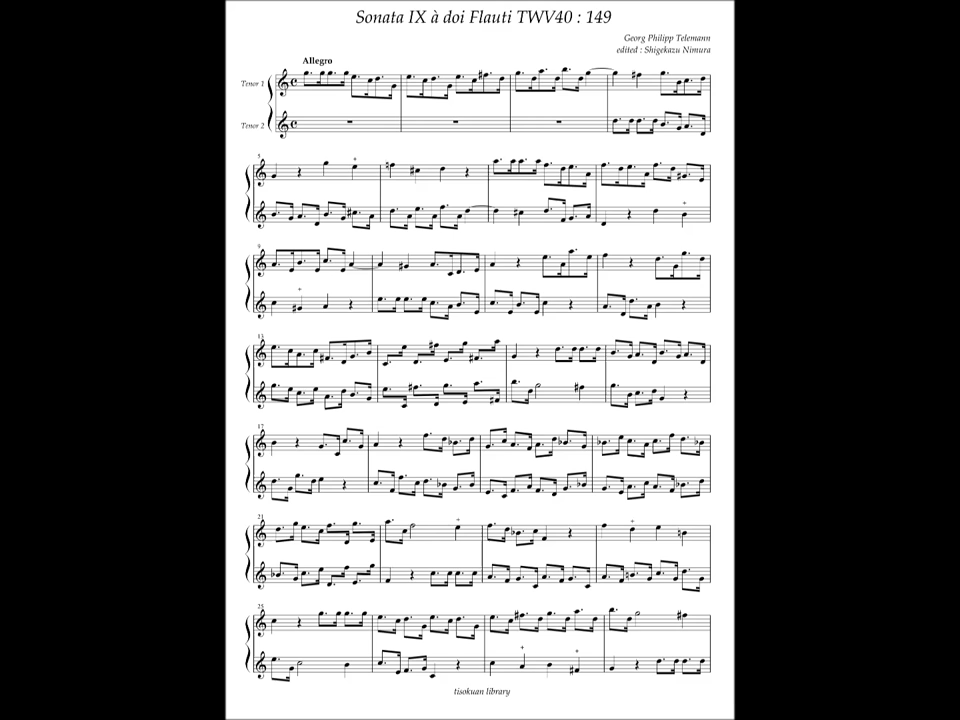 Sonata IX à doi Flauti TWV40 : 149
Georg Philipp Telemann
edited : Shigekazu Nimura
Allegro
Tenor 1
Tenor 2
5
9
13
17
21
25
tisokuan library